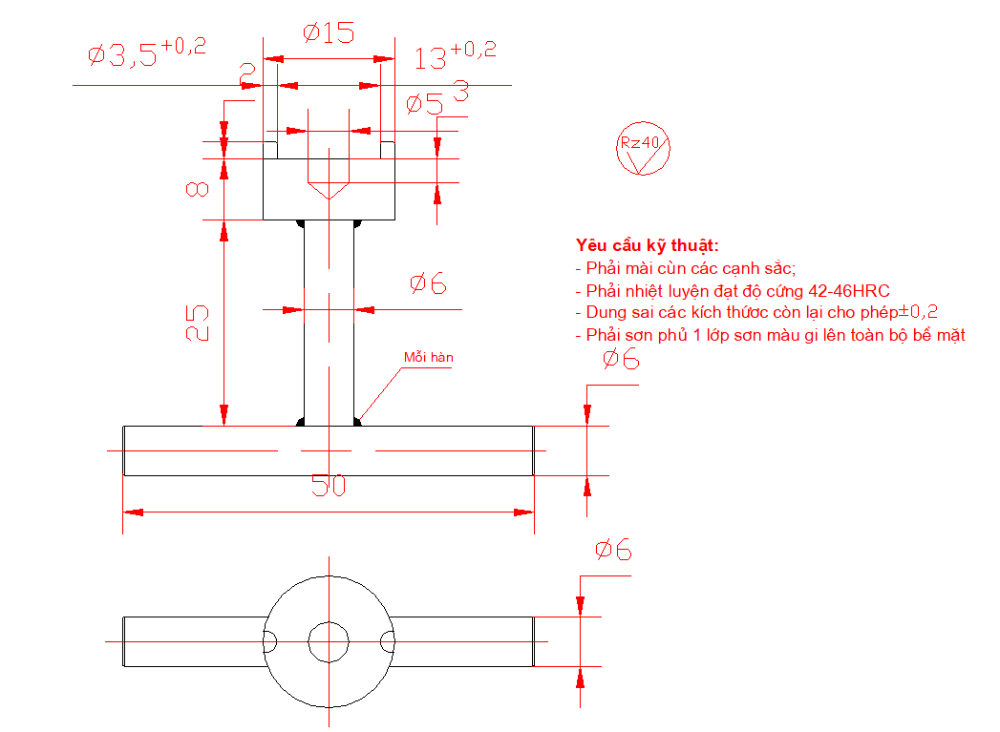 Ø15
Ø3,5+0,2
13+0,2
2
Ø5
3
Rz40
8
Ø6
25
Yêu cầu kỹ thuật:
- Phải mài cùn các cạnh sắc;
- Phải nhiệt luyện đạt độ cứng 42-46HRC
- Dung sai các kích thước còn lại cho phép±0,2
- Phải sơn phủ 1 lớp sơn màu gi lên toàn bộ bể mặt
Mỗi hàn
Ø6
50
Ø6